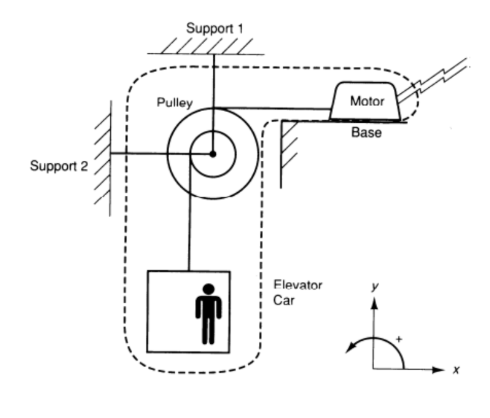 Support 1
Pulley
Motor
Base
Support 2
Elevator
Car
y
+
x